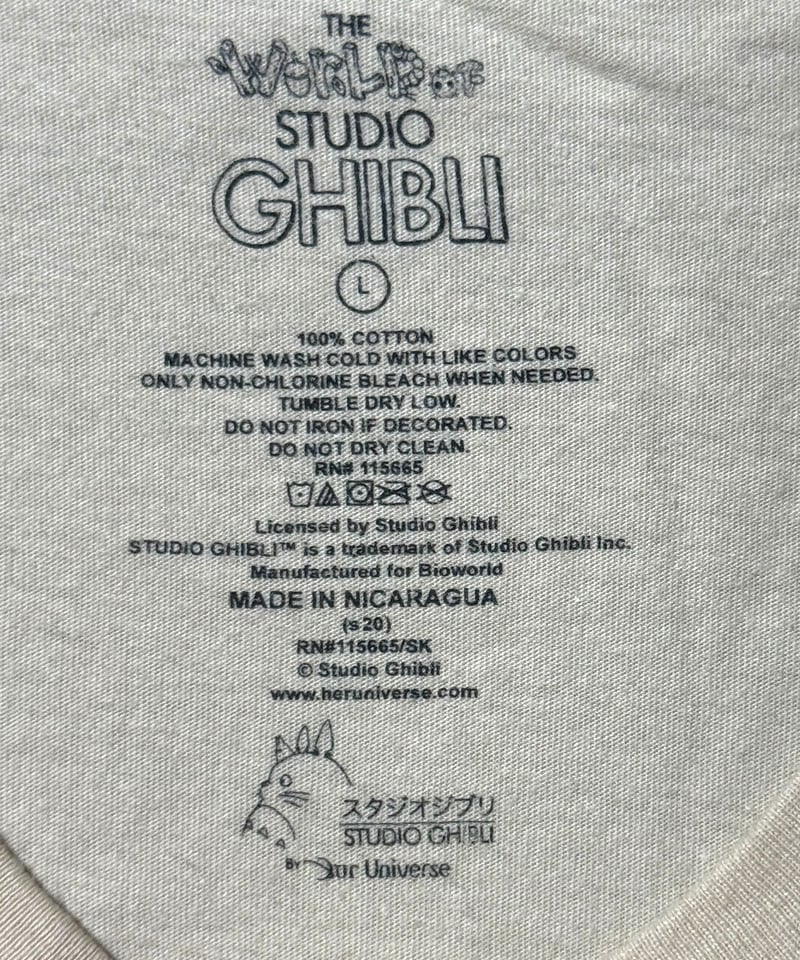 THE
WORLD OF
STUDIO
GHIBLI
L
100% COTTON
MACHINE WASH COLD WITH LIKE COLORS
ONLY NON-CHLORINE BLEACH WHEN NEEDED.
TUMBLE DRY LOW.
DO NOT IRON IF DECORATED.
DO NOT DRY CLEAN.
RN# 115665
Licensed by Studio Ghibli
STUDIO GHIBLI™ is a trademark of Studio Ghibli Inc.
Manufactured for Bioworld
MADE IN NICARAGUA
(s20)
RN#115665/SK
© Studio Ghibli
www.heruniverse.com
スタジオジブリ
STUDIO GHIBLI
BY Our Universe